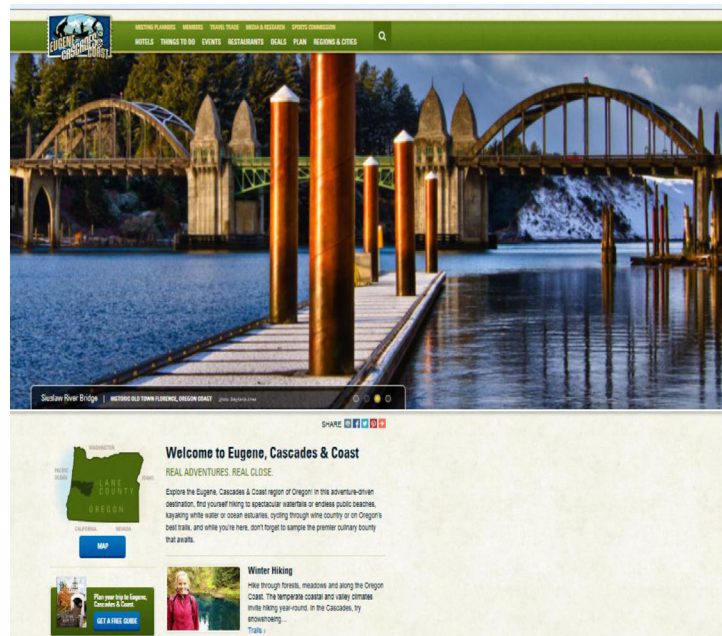 MEETING PLANNERS MEMBERS TRAVEL TRADE MEDIA & RESEARCH SPORTS COMMISSION
EUGENE
CASCADES
COAST
HOTELS THINGS TO DO EVENTS RESTAURANTS DEALS PLAN REGIONS & CITIES
Siuslaw River Bridge | HISTORIC OLD TOWN FLORENCE, OREGON COAST
SHARE
WASHINGTON
PACIFIC
OCEAN
IDAHO
LANE
COUNTY
OREGON
CALIFORNIA NEVADA
MAP
Plan your trip to Eugene,
Cascades & Coast.
GET A FREE GUIDE
Welcome to Eugene, Cascades & Coast
REAL ADVENTURES. REAL CLOSE.
Explore the Eugene, Cascades & Coast region of Oregon! In this adventure-driven
destination, find yourself hiking to spectacular waterfalls or endless public beaches,
kayaking white water or ocean estuaries, cycling through wine country or on Oregon's
best trails, and while you're here, don't forget to sample the premier culinary bounty
that awaits.
Winter Hiking
Hike through forests, meadows and along the Oregon
Coast. The temperate coastal and valley climates
invite hiking year-round. In the Cascades, try
snowshoeing...
Trails ›